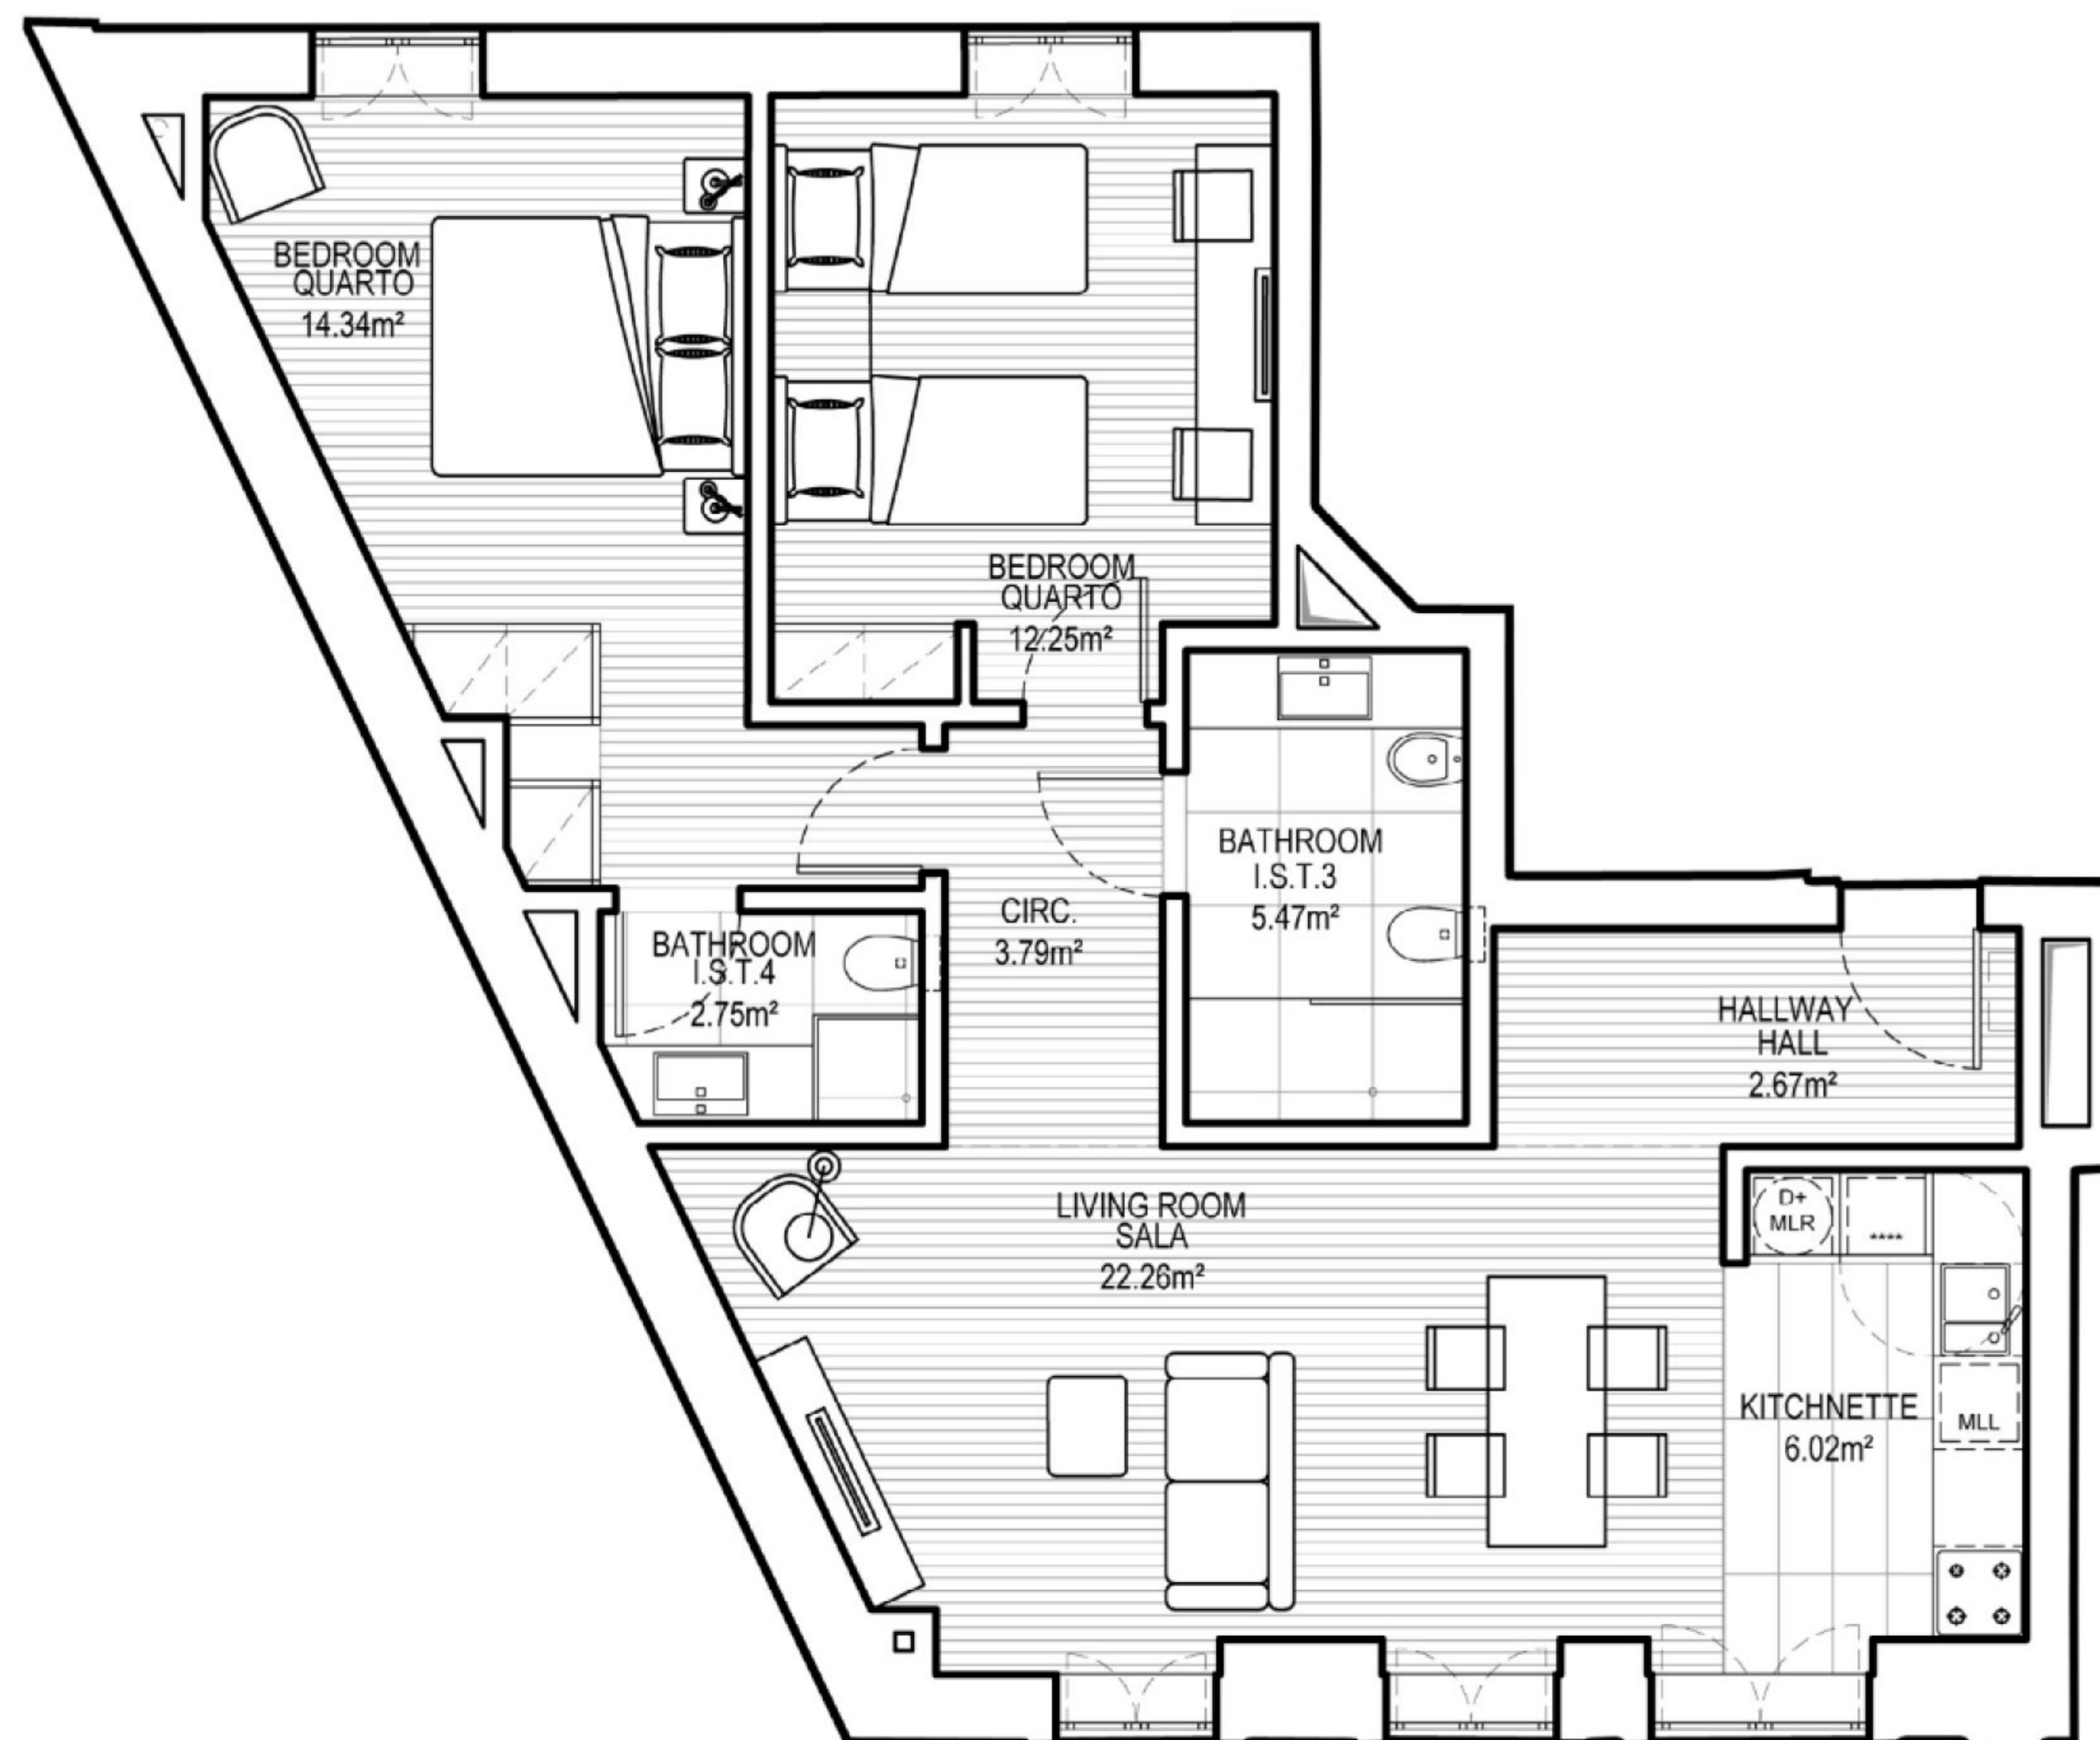 BEDROOM
QUARTO
14.34m²
BEDROOM
QUARTO
12.25m²
BATHROOM
I.S.T.3
5.47m²
CIRC.
3.79m²
BATHROOM
I.S.T.4
2.75m²
HALLWAY
HALL
2.67m²
LIVING ROOM
SALA
22.26m²
D+
MLR
****
KITCHNETTE
6.02m²
MLL